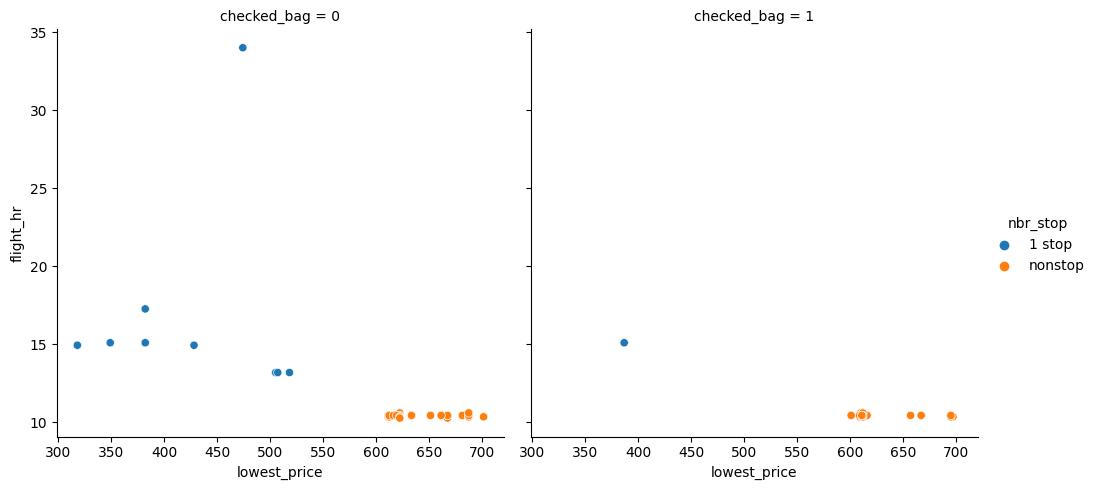 checked_bag = 0
checked_bag = 1
35
30
25
20
15
10
flight_hr
300 350 400 450 500 550 600 650 700
300 350 400 450 500 550 600 650 700
lowest_price
lowest_price
nbr_stop
1 stop
nonstop